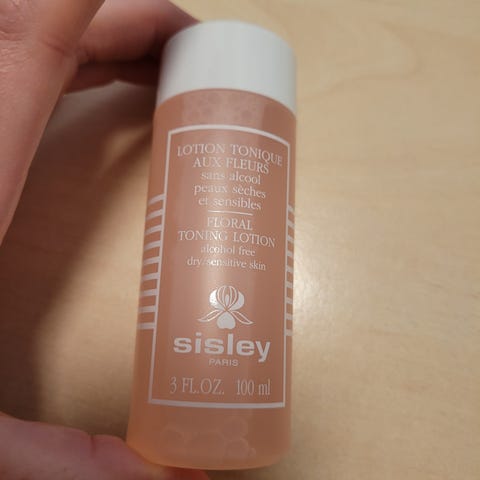 LOTION TONIQUE
AUX FLEURS
sans alcool
peaux sèches
et sensibles
FLORAL
TONING LOTION
alcohol free
dry/sensitive skin
sisley
PARIS
3 FL.OZ. 100 ml